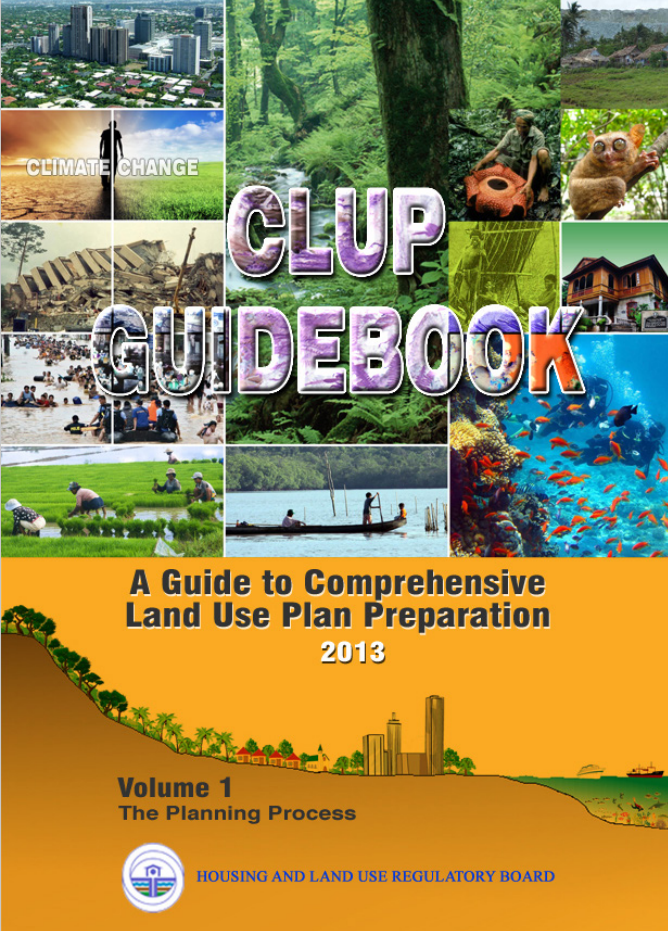 CLIMATE CHANGE
CLUP
GUIDEBOOK
A Guide to Comprehensive
Land Use Plan Preparation
2013
Volume 1
The Planning Process
HOUSING AND LAND USE REGULATORY BOARD